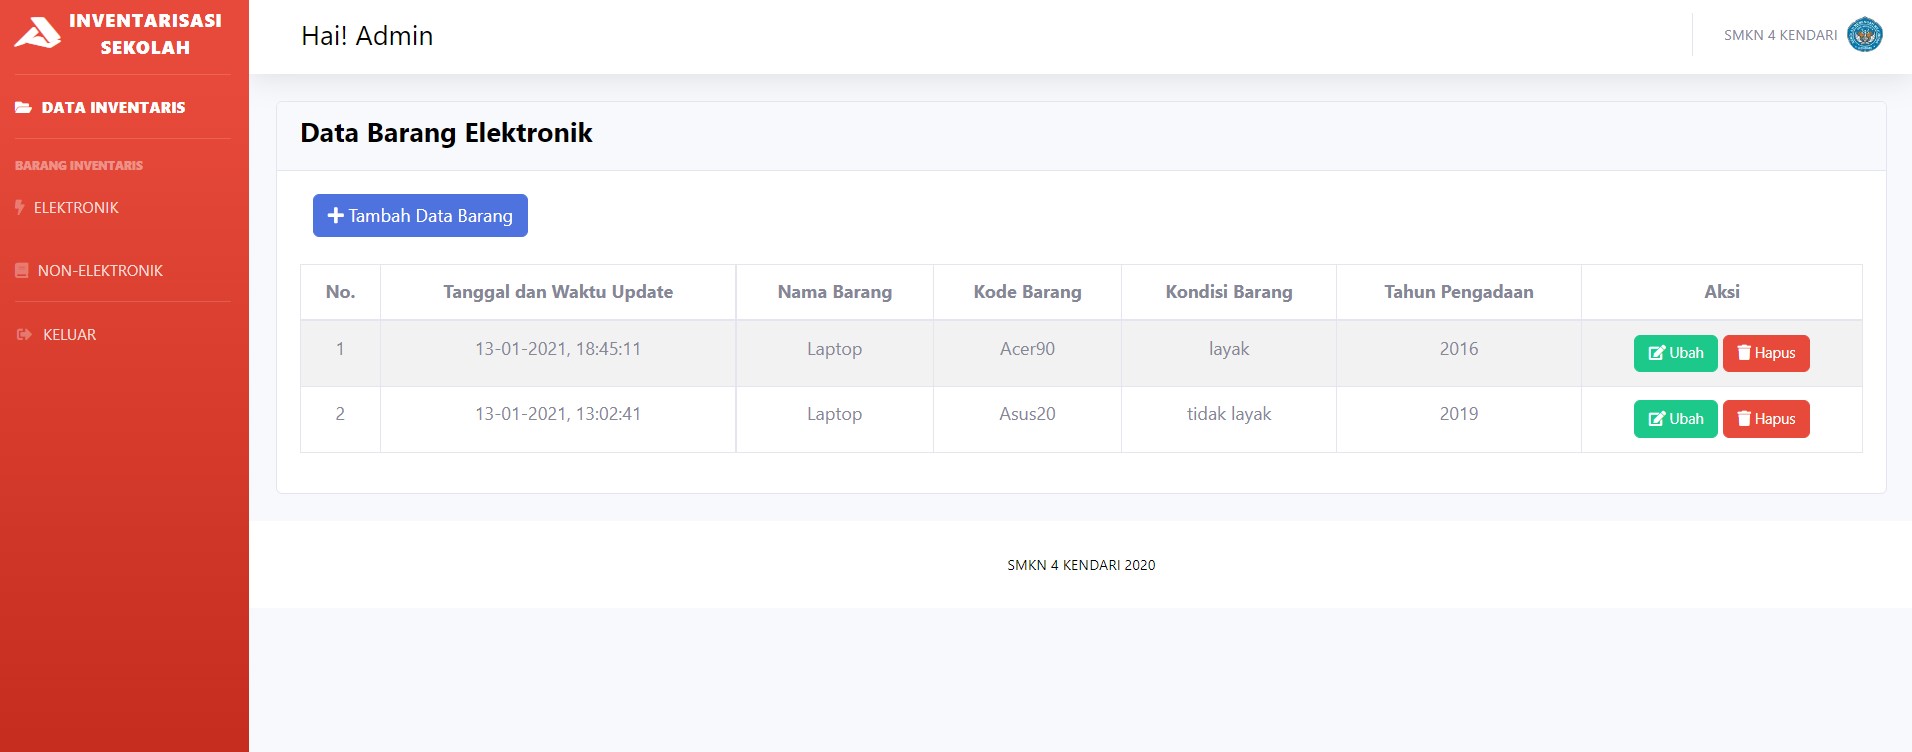 INVENTARISASI
SEKOLAH
DATA INVENTARIS
BARANG INVENTARIS
ELEKTRONIK
NON-ELEKTRONIK
KELUAR
Hai! Admin
SMKN 4 KENDARI
Data Barang Elektronik
Tambah Data Barang
No. Tanggal dan Waktu Update Nama Barang Kode Barang Kondisi Barang Tahun Pengadaan Aksi
1 13-01-2021, 18:45:11 Laptop Acer90 layak 2016 Ubah Hapus
2 13-01-2021, 13:02:41 Laptop Asus20 tidak layak 2019 Ubah Hapus
SMKN 4 KENDARI 2020